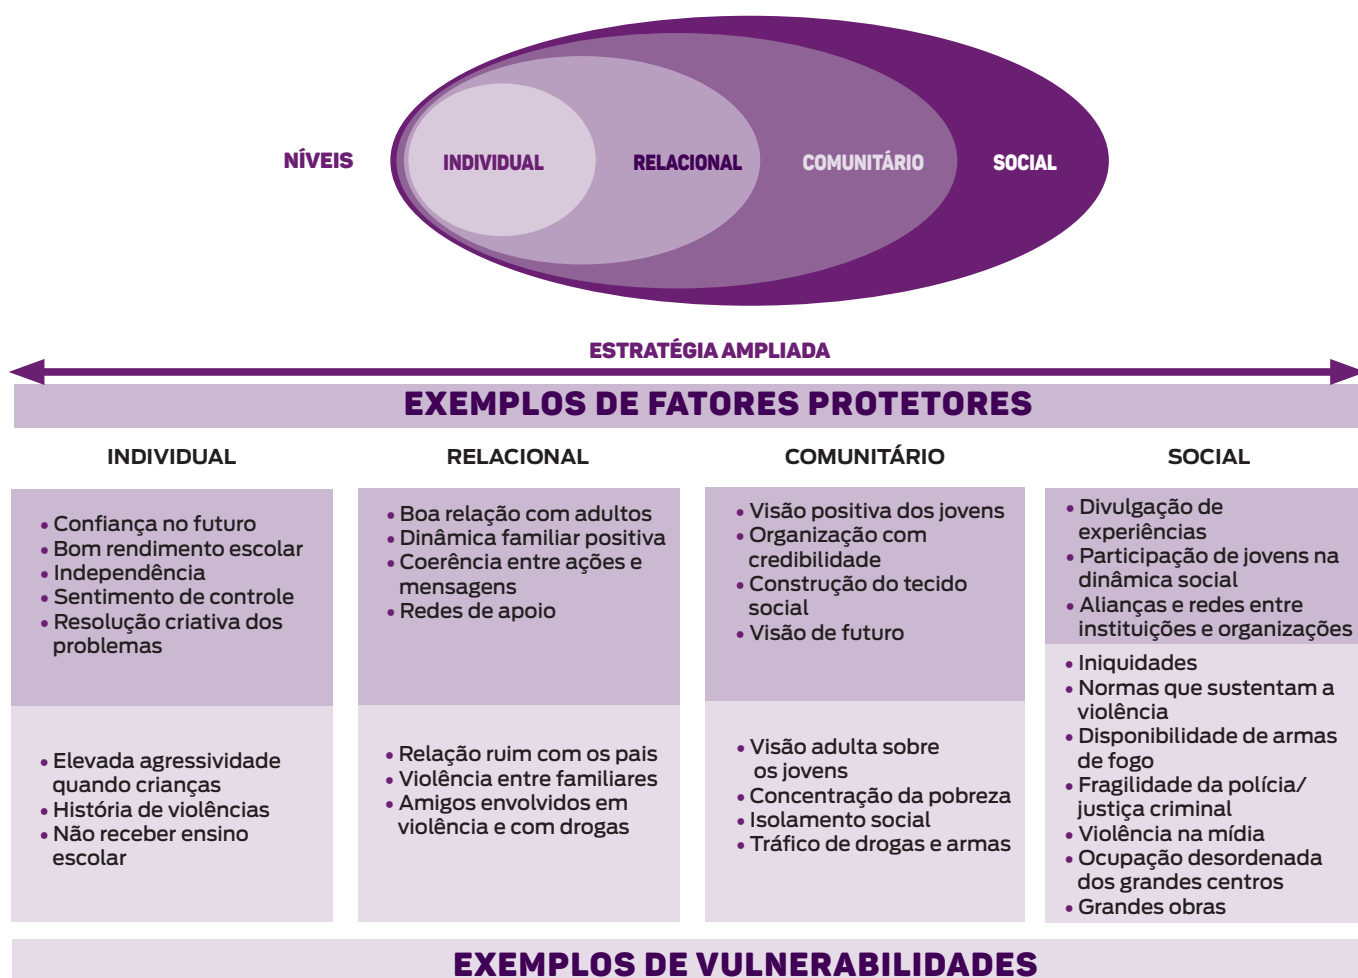 NÍVEIS
INDIVIDUAL
RELACIONAL
COMUNITÁRIO
SOCIAL
ESTRATÉGIA AMPLIADA
EXEMPLOS DE FATORES PROTETORES
INDIVIDUAL
• Confiança no futuro
• Bom rendimento escolar
• Independência
• Sentimento de controle
• Resolução criativa dos
problemas
• Elevada agressividade
quando crianças
• História de violências
• Não receber ensino
escolar
RELACIONAL
• Boa relação com adultos
• Dinâmica familiar positiva
• Coerência entre ações e
mensagens
• Redes de apoio
• Relação ruim com os pais
• Violência entre familiares
• Amigos envolvidos em
violência e com drogas
COMUNITÁRIO
• Visão positiva dos jovens
• Organização com
credibilidade
• Construção do tecido
social
• Visão de futuro
• Visão adulta sobre
os jovens
• Concentração da pobreza
• Isolamento social
• Tráfico de drogas e armas
SOCIAL
• Divulgação de
experiências
• Participação de jovens na
dinâmica social
• Alianças e redes entre
instituições e organizações
• Iniquidades
• Normas que sustentam a
violência
• Disponibilidade de armas
de fogo
• Fragilidade da polícia/
justiça criminal
• Violência na mídia
• Ocupação desordenada
dos grandes centros
• Grandes obras
EXEMPLOS DE VULNERABILIDADES